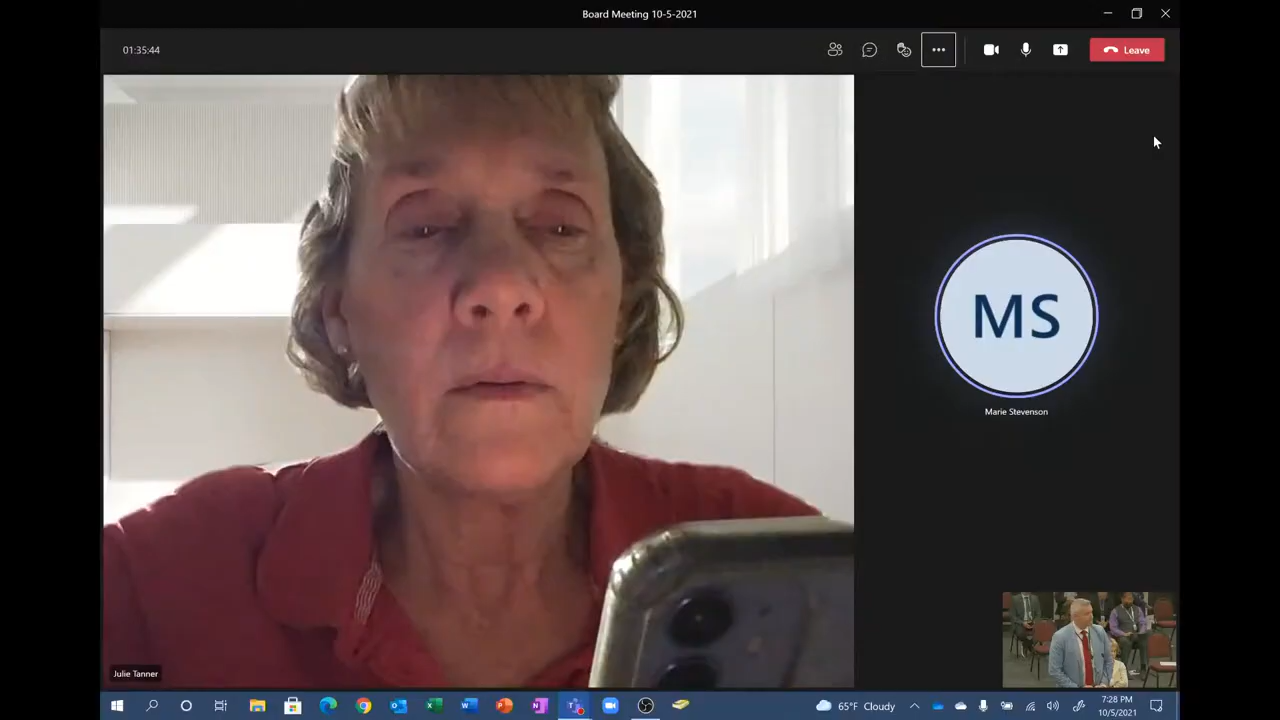 Board Meeting 10-5-2021
01:35:44
Leave
MS
Marie Stevenson
Julie Tanner
65°F Cloudy
7:28 PM
10/5/2021